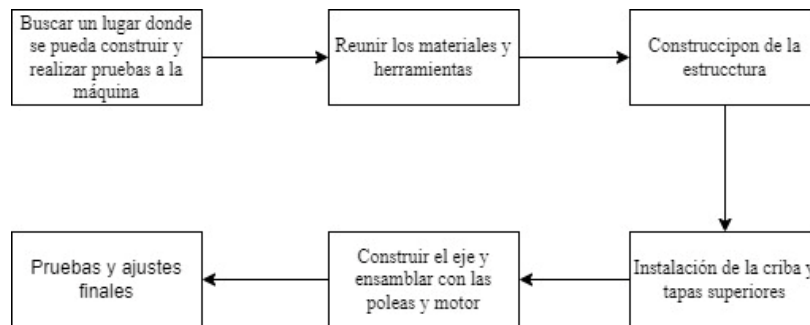 Buscar un lugar donde
se pueda construir y
realizar pruebas a la
máquina
Reunir los materiales y
herramientas
Construccipon de la
estrucctura
Instalación de la criba y
tapas superiores
Construir el eje y
ensamblar con las
poleas y motor
Pruebas y ajustes
finales